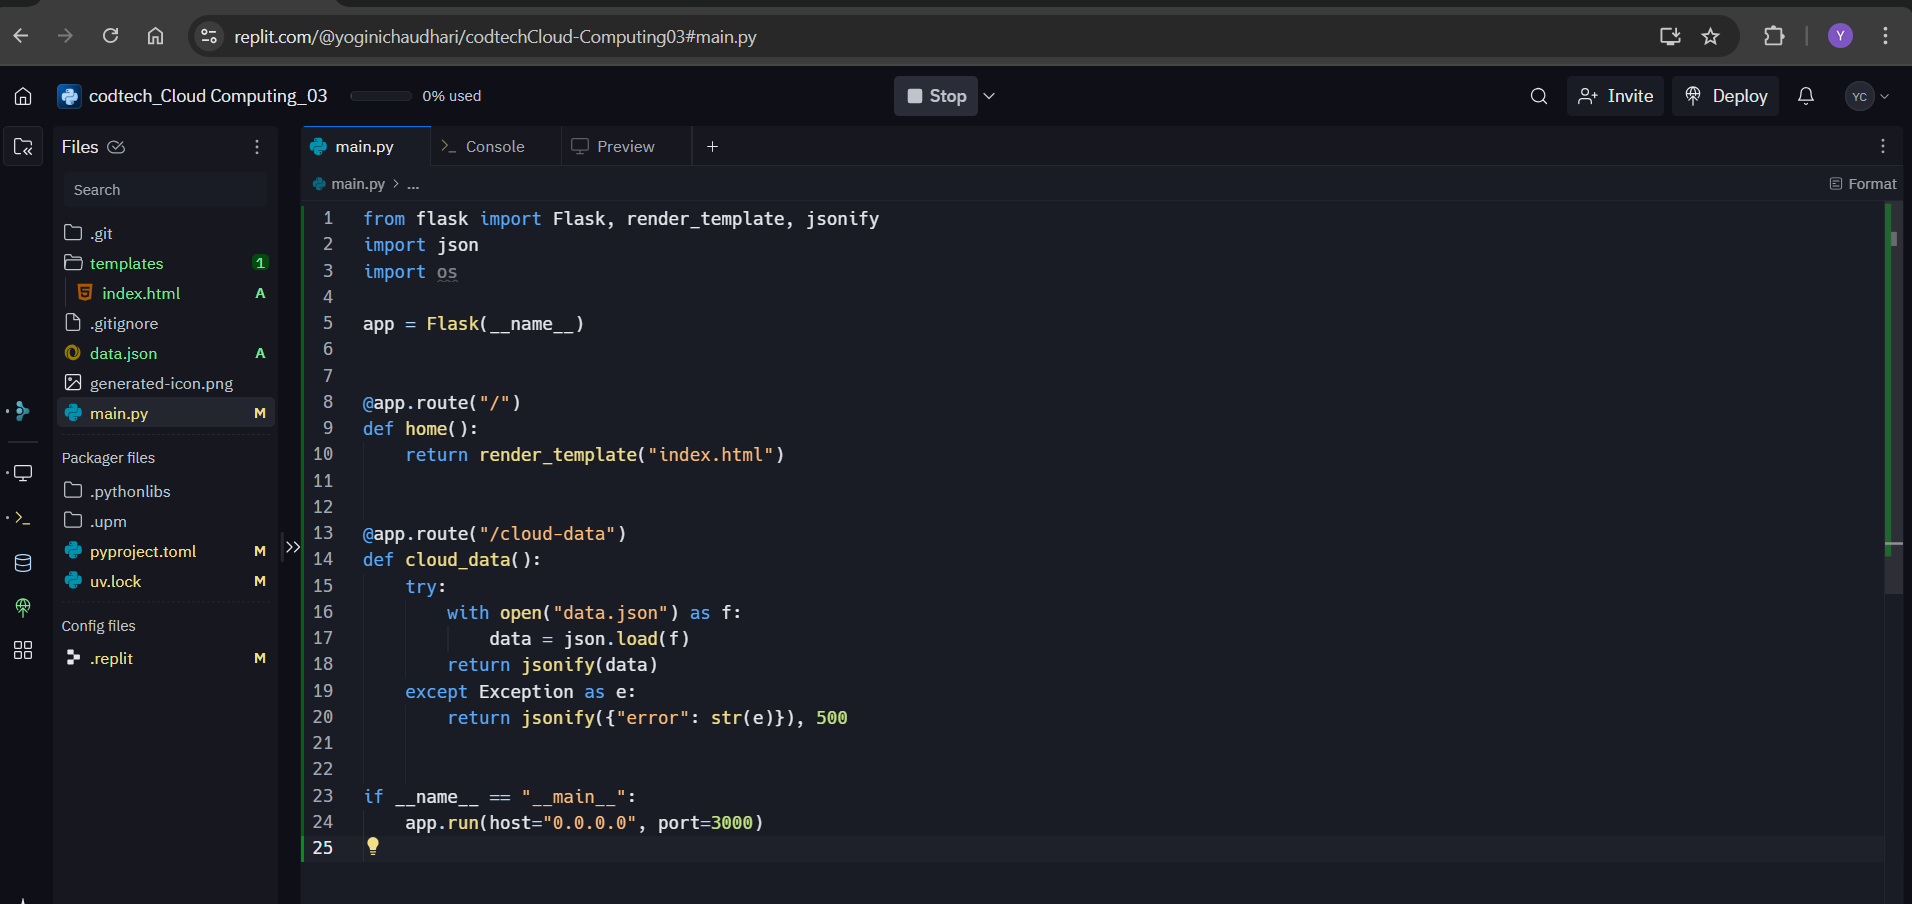 replit.com/@yoginichaudhari/codtechCloud-Computing03#main.py
Y
codtech_Cloud Computing_03
0% used
Stop
Invite
Deploy
YC
Files
main.py
Console
Preview
Search
main.py > ...
Format
.git
templates 1
index.html A
.gitignore
data.json A
generated-icon.png
main.py M
Packager files
.pythonlibs
.upm
pyproject.toml M
uv.lock M
Config files
.replit M
1 from flask import Flask, render_template, jsonify
2 import json
3 import os
4
5 app = Flask(__name__)
6
7
8 @app.route("/")
9 def home():
10     return render_template("index.html")
11
12
13 @app.route("/cloud-data")
14 def cloud_data():
15     try:
16         with open("data.json") as f:
17             data = json.load(f)
18         return jsonify(data)
19     except Exception as e:
20         return jsonify({"error": str(e)}), 500
21
22
23 if __name__ == "__main__":
24     app.run(host="0.0.0.0", port=3000)
25